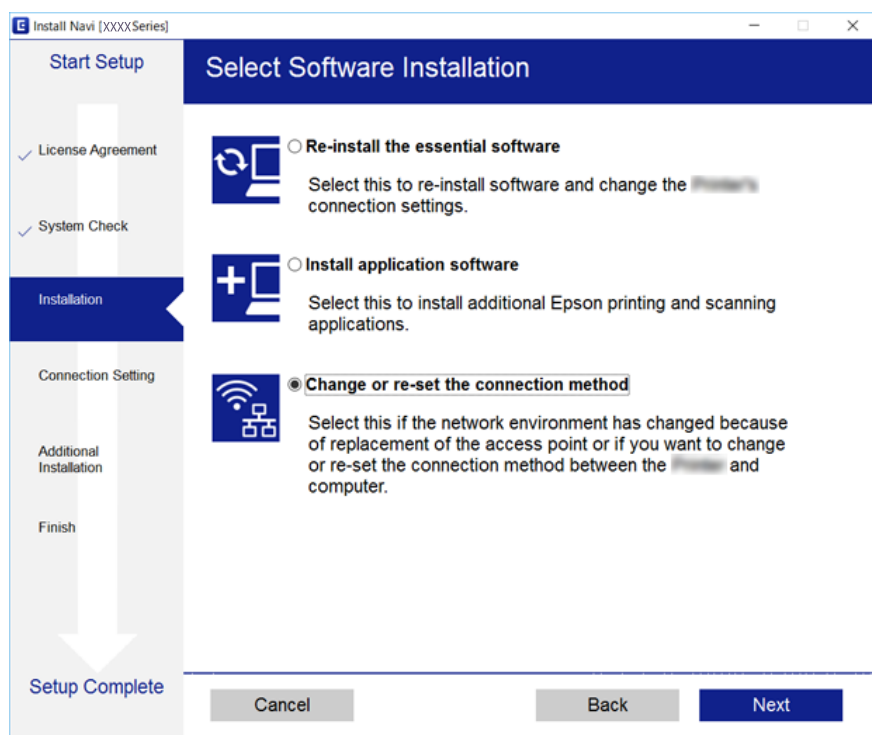 Install Navi [XXXX Series]
Start Setup
License Agreement
System Check
Installation
Connection Setting
Additional
Installation
Finish
Setup Complete
Select Software Installation
Re-install the essential software
Select this to re-install software and change the
connection settings.
Install application software
Select this to install additional Epson printing and scanning
applications.
Change or re-set the connection method
Select this if the network environment has changed because
of replacement of the access point or if you want to change
or re-set the connection method between the and
computer.
Cancel
Back
Next